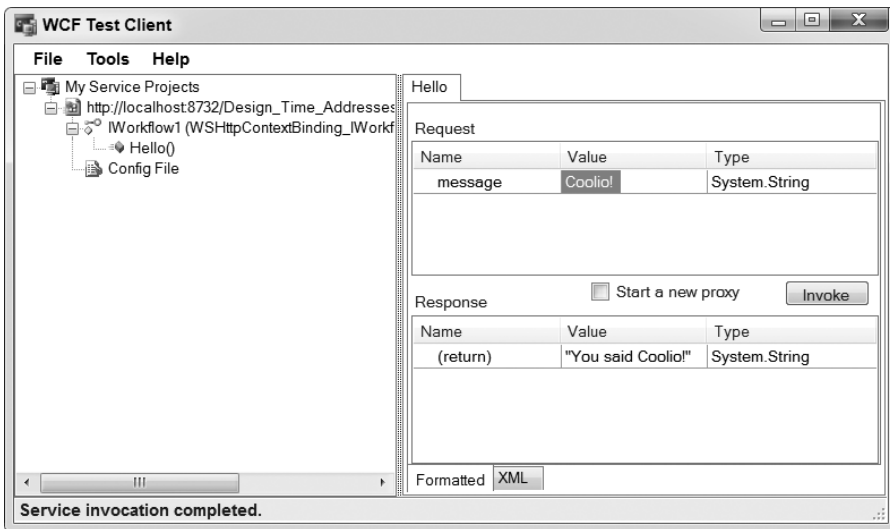 WCF Test Client
File Tools Help
My Service Projects
http://localhost:8732/Design_Time_Addresses
IWorkflow1 (WSHttpContextBinding_IWorkf
Hello()
Config File
Hello
Request
Name Value Type
message Coolio! System.String
Start a new proxy Invoke
Response
Name Value Type
(return) "You said Coolio!" System.String
Formatted XML
Service invocation completed.